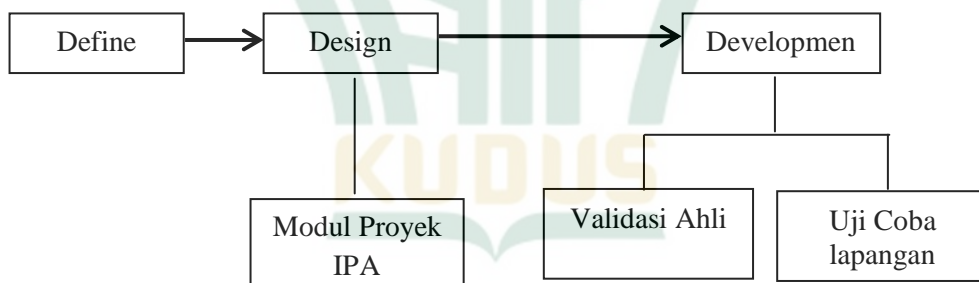 Define
Design
Developmen
KUDUS
Modul Proyek
IPA
Validasi Ahli
Uji Coba
lapangan